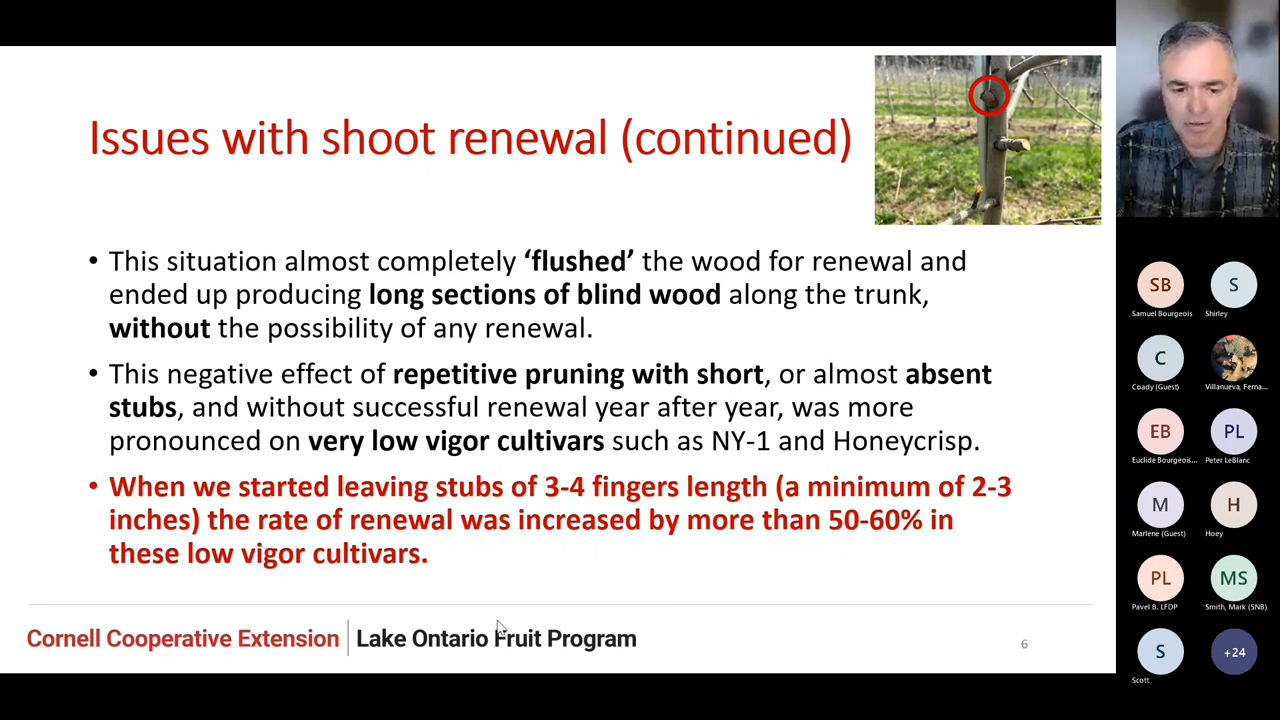 Issues with shoot renewal (continued)
• This situation almost completely ‘flushed’ the wood for renewal and
ended up producing long sections of blind wood along the trunk,
without the possibility of any renewal.
• This negative effect of repetitive pruning with short, or almost absent
stubs, and without successful renewal year after year, was more
pronounced on very low vigor cultivars such as NY-1 and Honeycrisp.
• When we started leaving stubs of 3-4 fingers length (a minimum of 2-3
inches) the rate of renewal was increased by more than 50-60% in
these low vigor cultivars.
Cornell Cooperative Extension | Lake Ontario Fruit Program
6
SB
Samuel Bourgeois
S
Shirley
C
Coady (Guest)
Villanueva, Ferna...
EB
Euclide Bourgeois...
PL
Peter LeBlanc
M
Marlene (Guest)
H
Hoey
PL
Pavel B. LFDP
MS
Smith, Mark (SNB)
S
Scott
+24